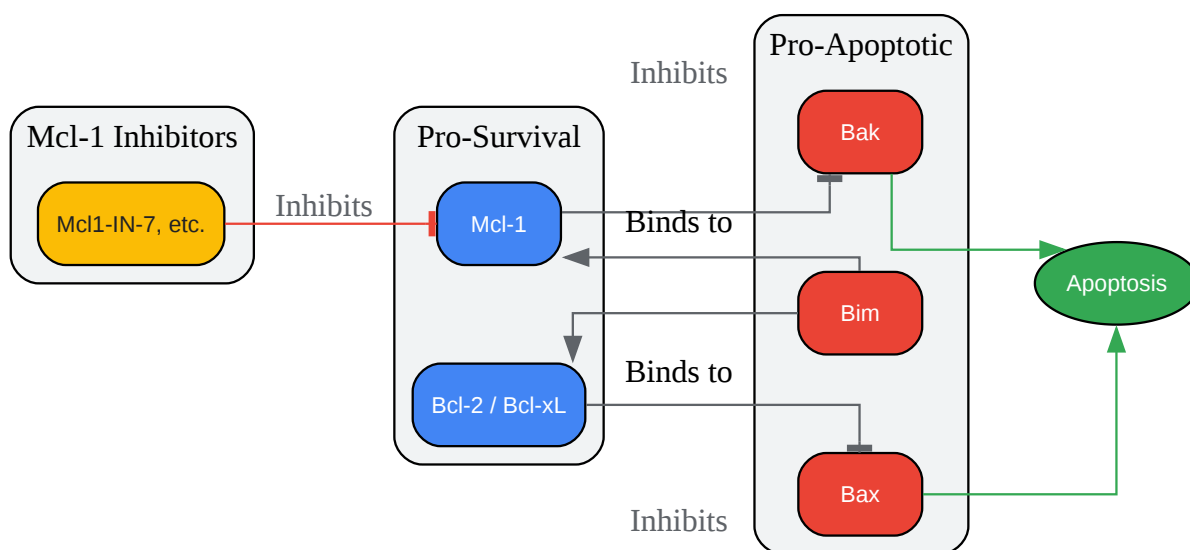 Mcl-1 Inhibitors
Mcl1-IN-7, etc.
Inhibits
Pro-Survival
Mcl-1
Bcl-2 / Bcl-xL
Inhibits
Binds to
Binds to
Inhibits
Pro-Apoptotic
Bak
Bim
Bax
Apoptosis